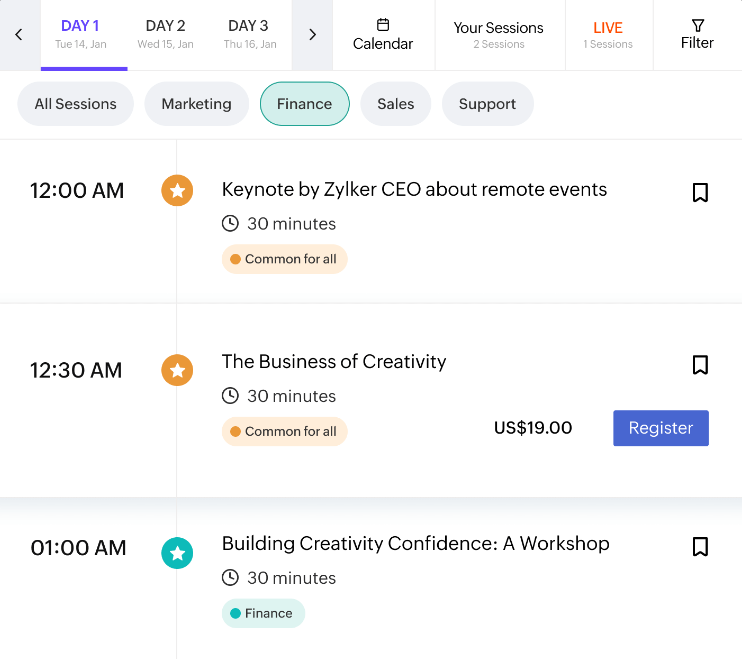 DAY 1
Tue 14, Jan
DAY 2
Wed 15, Jan
DAY 3
Thu 16, Jan
Calendar
Your Sessions
2 Sessions
LIVE
1 Sessions
Filter
All Sessions
Marketing
Finance
Sales
Support
12:00 AM
Keynote by Zylker CEO about remote events
30 minutes
Common for all
12:30 AM
The Business of Creativity
30 minutes
Common for all
US$19.00
Register
01:00 AM
Building Creativity Confidence: A Workshop
30 minutes
Finance